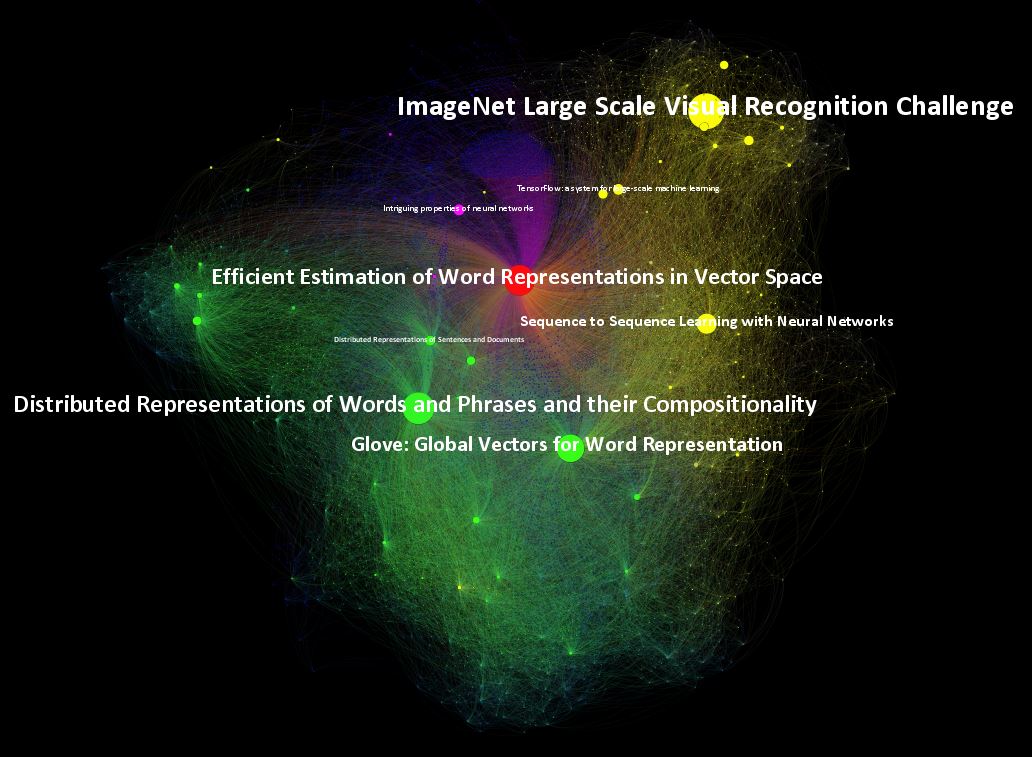 ImageNet Large Scale Visual Recognition Challenge
TensorFlow: a system for large-scale machine learning
Intriguing properties of neural networks
Efficient Estimation of Word Representations in Vector Space
Sequence to Sequence Learning with Neural Networks
Distributed Representations of Sentences and Documents
Distributed Representations of Words and Phrases and their Compositionality
Glove: Global Vectors for Word Representation